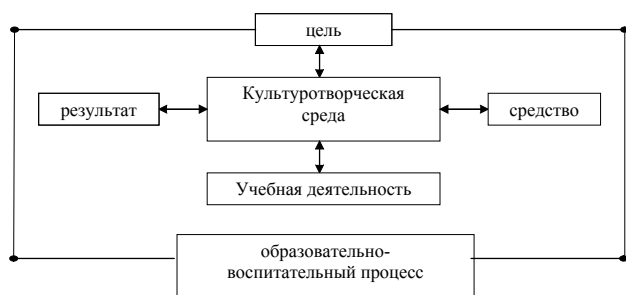 цель
Культуротворческая
среда
результат
средство
Учебная деятельность
образовательно-
воспитательный процесс